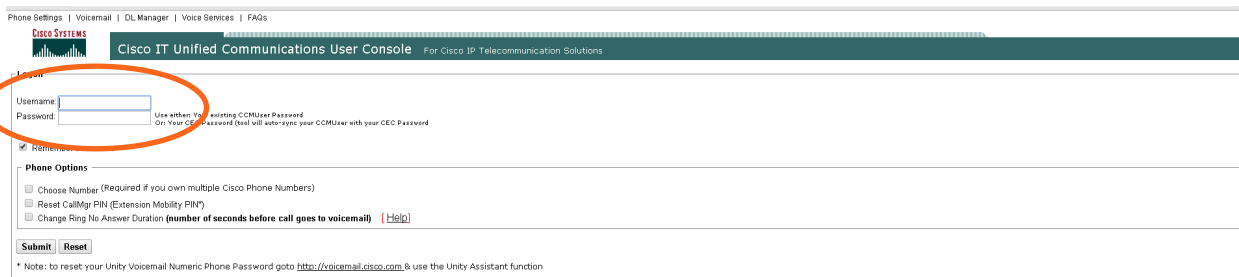 Phone Settings | Voicemail | DL Manager | Voice Services | FAQs
CISCO SYSTEMS
Cisco IT Unified Communications User Console For Cisco IP Telecommunication Solutions
Username:
Password:
Use either: Your existing CCMUser Password
Or: Your CEC Password (tool will auto-sync your CCMUser with your CEC Password
Phone Options
Choose Number (Required if you own multiple Cisco Phone Numbers)
Reset CallMgr PIN (Extension Mobility PIN*)
Change Ring No Answer Duration (number of seconds before call goes to voicemail) [ Help]
Submit Reset
* Note: to reset your Unity Voicemail Numeric Phone Password goto http://voicemail.cisco.com & use the Unity Assistant function